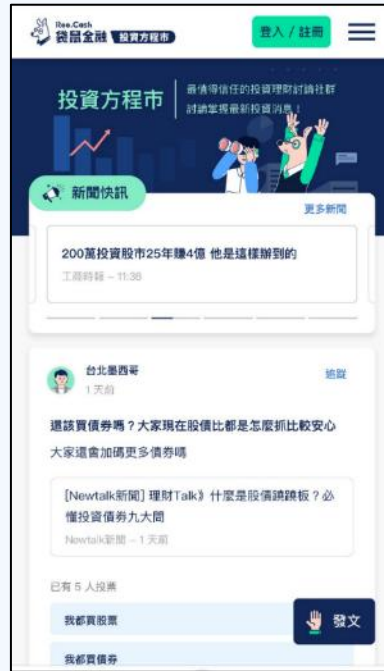 Roo.Cash
袋鼠金融 投資方程市
登入 / 註冊
投資方程市
最值得信任的投資理財討論社群
討論掌握最新投資消息！
新聞快訊
更多新聞
200萬投資股市25年賺4億 他是這樣辦到的
工商時報 – 11:36
台北墨西哥
1 天前
追蹤
還該買債券嗎？大家現在股債比都是怎麼抓比較安心
大家還會加碼更多債券嗎
[Newtalk新聞] 理財Talk》什麼是股債蹺蹺板？必
懂投資債券九大問
Newtalk新聞 – 1 天前
已有 5 人投票
我都買股票
發文
我都買債券